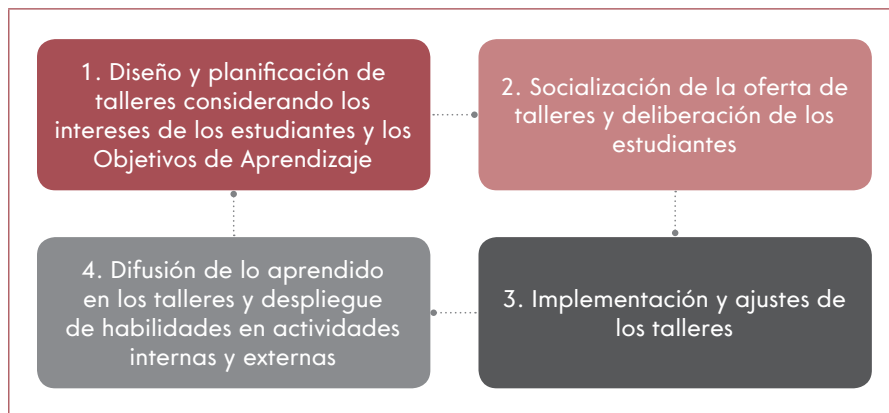 1. Diseño y planificación de
talleres considerando los
intereses de los estudiantes y los
Objetivos de Aprendizaje
2. Socialización de la oferta de
talleres y deliberación de los
estudiantes
3. Implementación y ajustes de
los talleres
4. Difusión de lo aprendido
en los talleres y despliegue
de habilidades en actividades
internas y externas